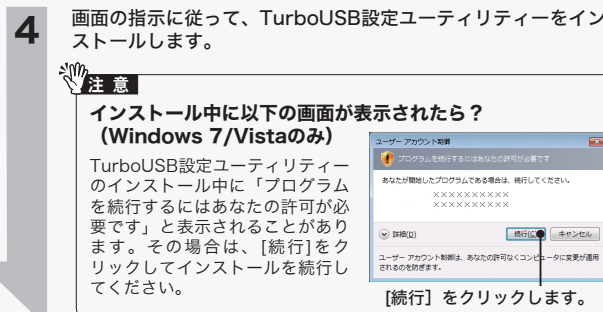 4
画面の指示に従って、TurboUSB設定ユーティリティーをイン
ストールします。
注 意
インストール中に以下の画面が表示されたら？
（Windows 7/Vistaのみ）
TurboUSB設定ユーティリティー
のインストール中に「プログラム
を続行するにはあなたの許可が必
要です」と表示されることがあり
ます。その場合は、[続行]をク
リックしてインストールを続行し
てください。
ユーザー アカウント制御
プログラムを続行するにはあなたの許可が必要です
あなたが開始したプログラムである場合は、続行してください。
××××××××××
××××××××××
詳細(D)
続行(C)
キャンセル
ユーザー アカウント制御は、あなたの許可なくコンピュータに変更が適用
されるのを防ぎます。
[続行］をクリックします。